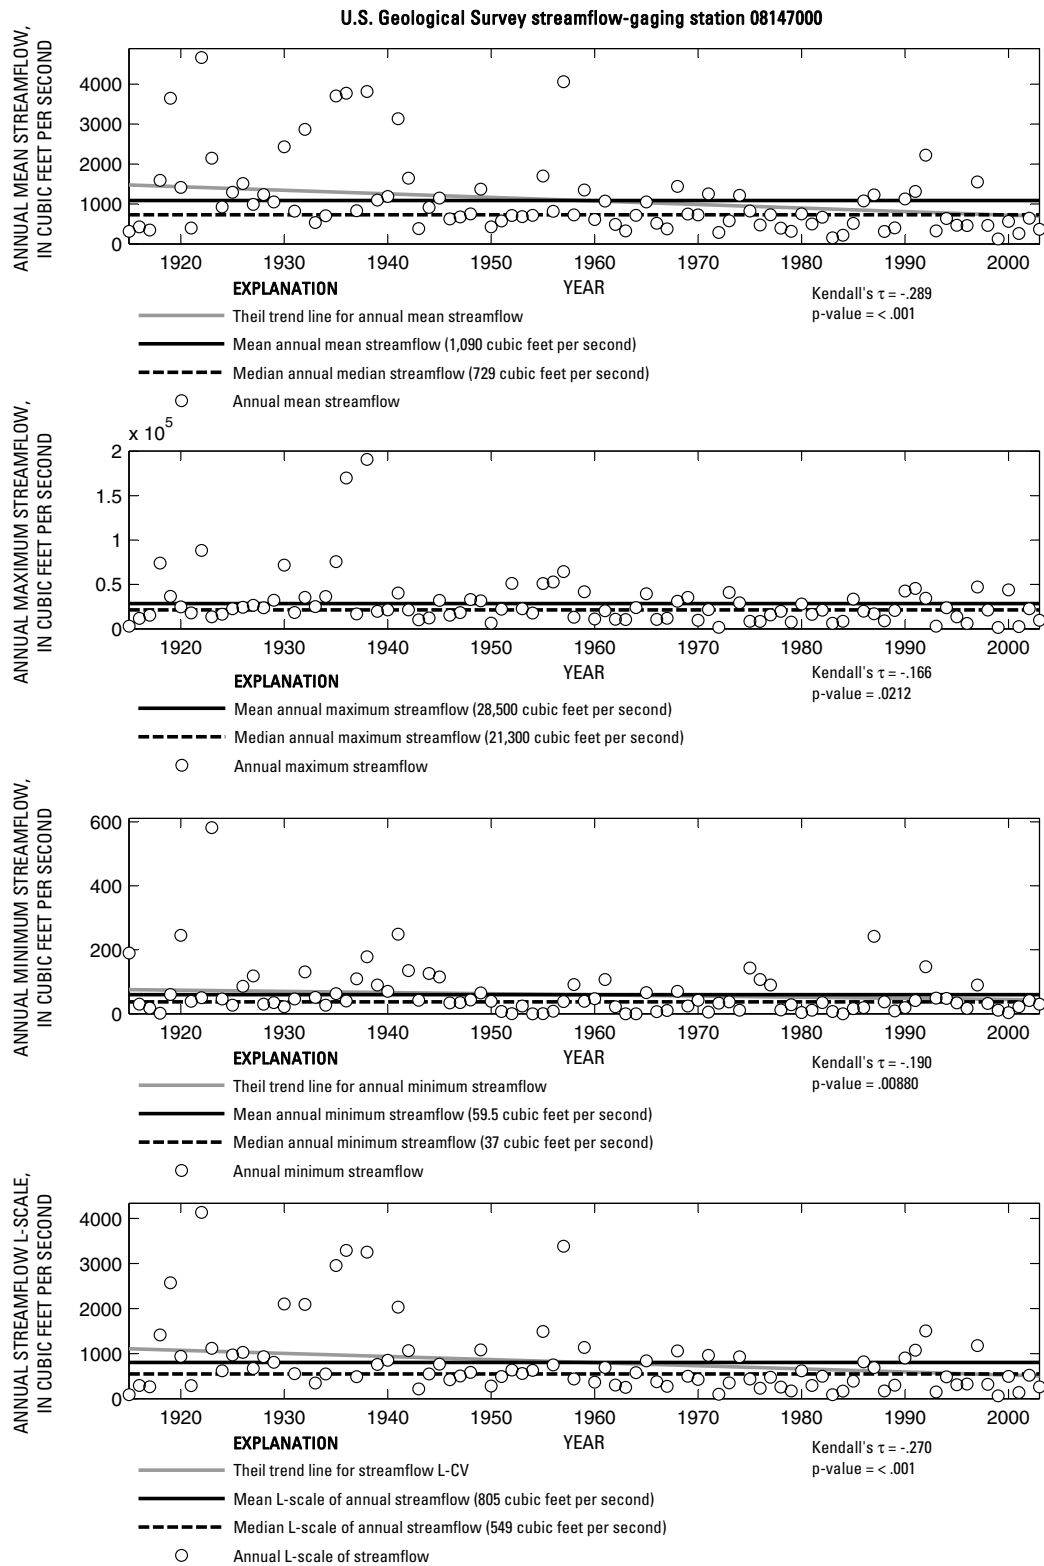 U.S. Geological Survey streamflow-gaging station 08147000
ANNUAL MEAN STREAMFLOW,
IN CUBIC FEET PER SECOND
4000
3000
2000
1000
0
1920 1930 1940 1950 1960 1970 1980 1990 2000
YEAR
EXPLANATION
Theil trend line for annual mean streamflow
Mean annual mean streamflow (1,090 cubic feet per second)
Median annual median streamflow (729 cubic feet per second)
Annual mean streamflow
Kendall's τ = -.289
p-value = < .001
ANNUAL MAXIMUM STREAMFLOW,
IN CUBIC FEET PER SECOND
x 10^5
2
1.5
1
0.5
0
1920 1930 1940 1950 1960 1970 1980 1990 2000
YEAR
EXPLANATION
Mean annual maximum streamflow (28,500 cubic feet per second)
Median annual maximum streamflow (21,300 cubic feet per second)
Annual maximum streamflow
Kendall's τ = -.166
p-value = .0212
ANNUAL MINIMUM STREAMFLOW,
IN CUBIC FEET PER SECOND
600
400
200
0
1920 1930 1940 1950 1960 1970 1980 1990 2000
YEAR
EXPLANATION
Theil trend line for annual minimum streamflow
Mean annual minimum streamflow (59.5 cubic feet per second)
Median annual minimum streamflow (37 cubic feet per second)
Annual minimum streamflow
Kendall's τ = -.190
p-value = .00880
ANNUAL STREAMFLOW L-SCALE,
IN CUBIC FEET PER SECOND
4000
3000
2000
1000
0
1920 1930 1940 1950 1960 1970 1980 1990 2000
YEAR
EXPLANATION
Theil trend line for streamflow L-CV
Mean L-scale of annual streamflow (805 cubic feet per second)
Median L-scale of annual streamflow (549 cubic feet per second)
Annual L-scale of streamflow
Kendall's τ = -.270
p-value = < .001